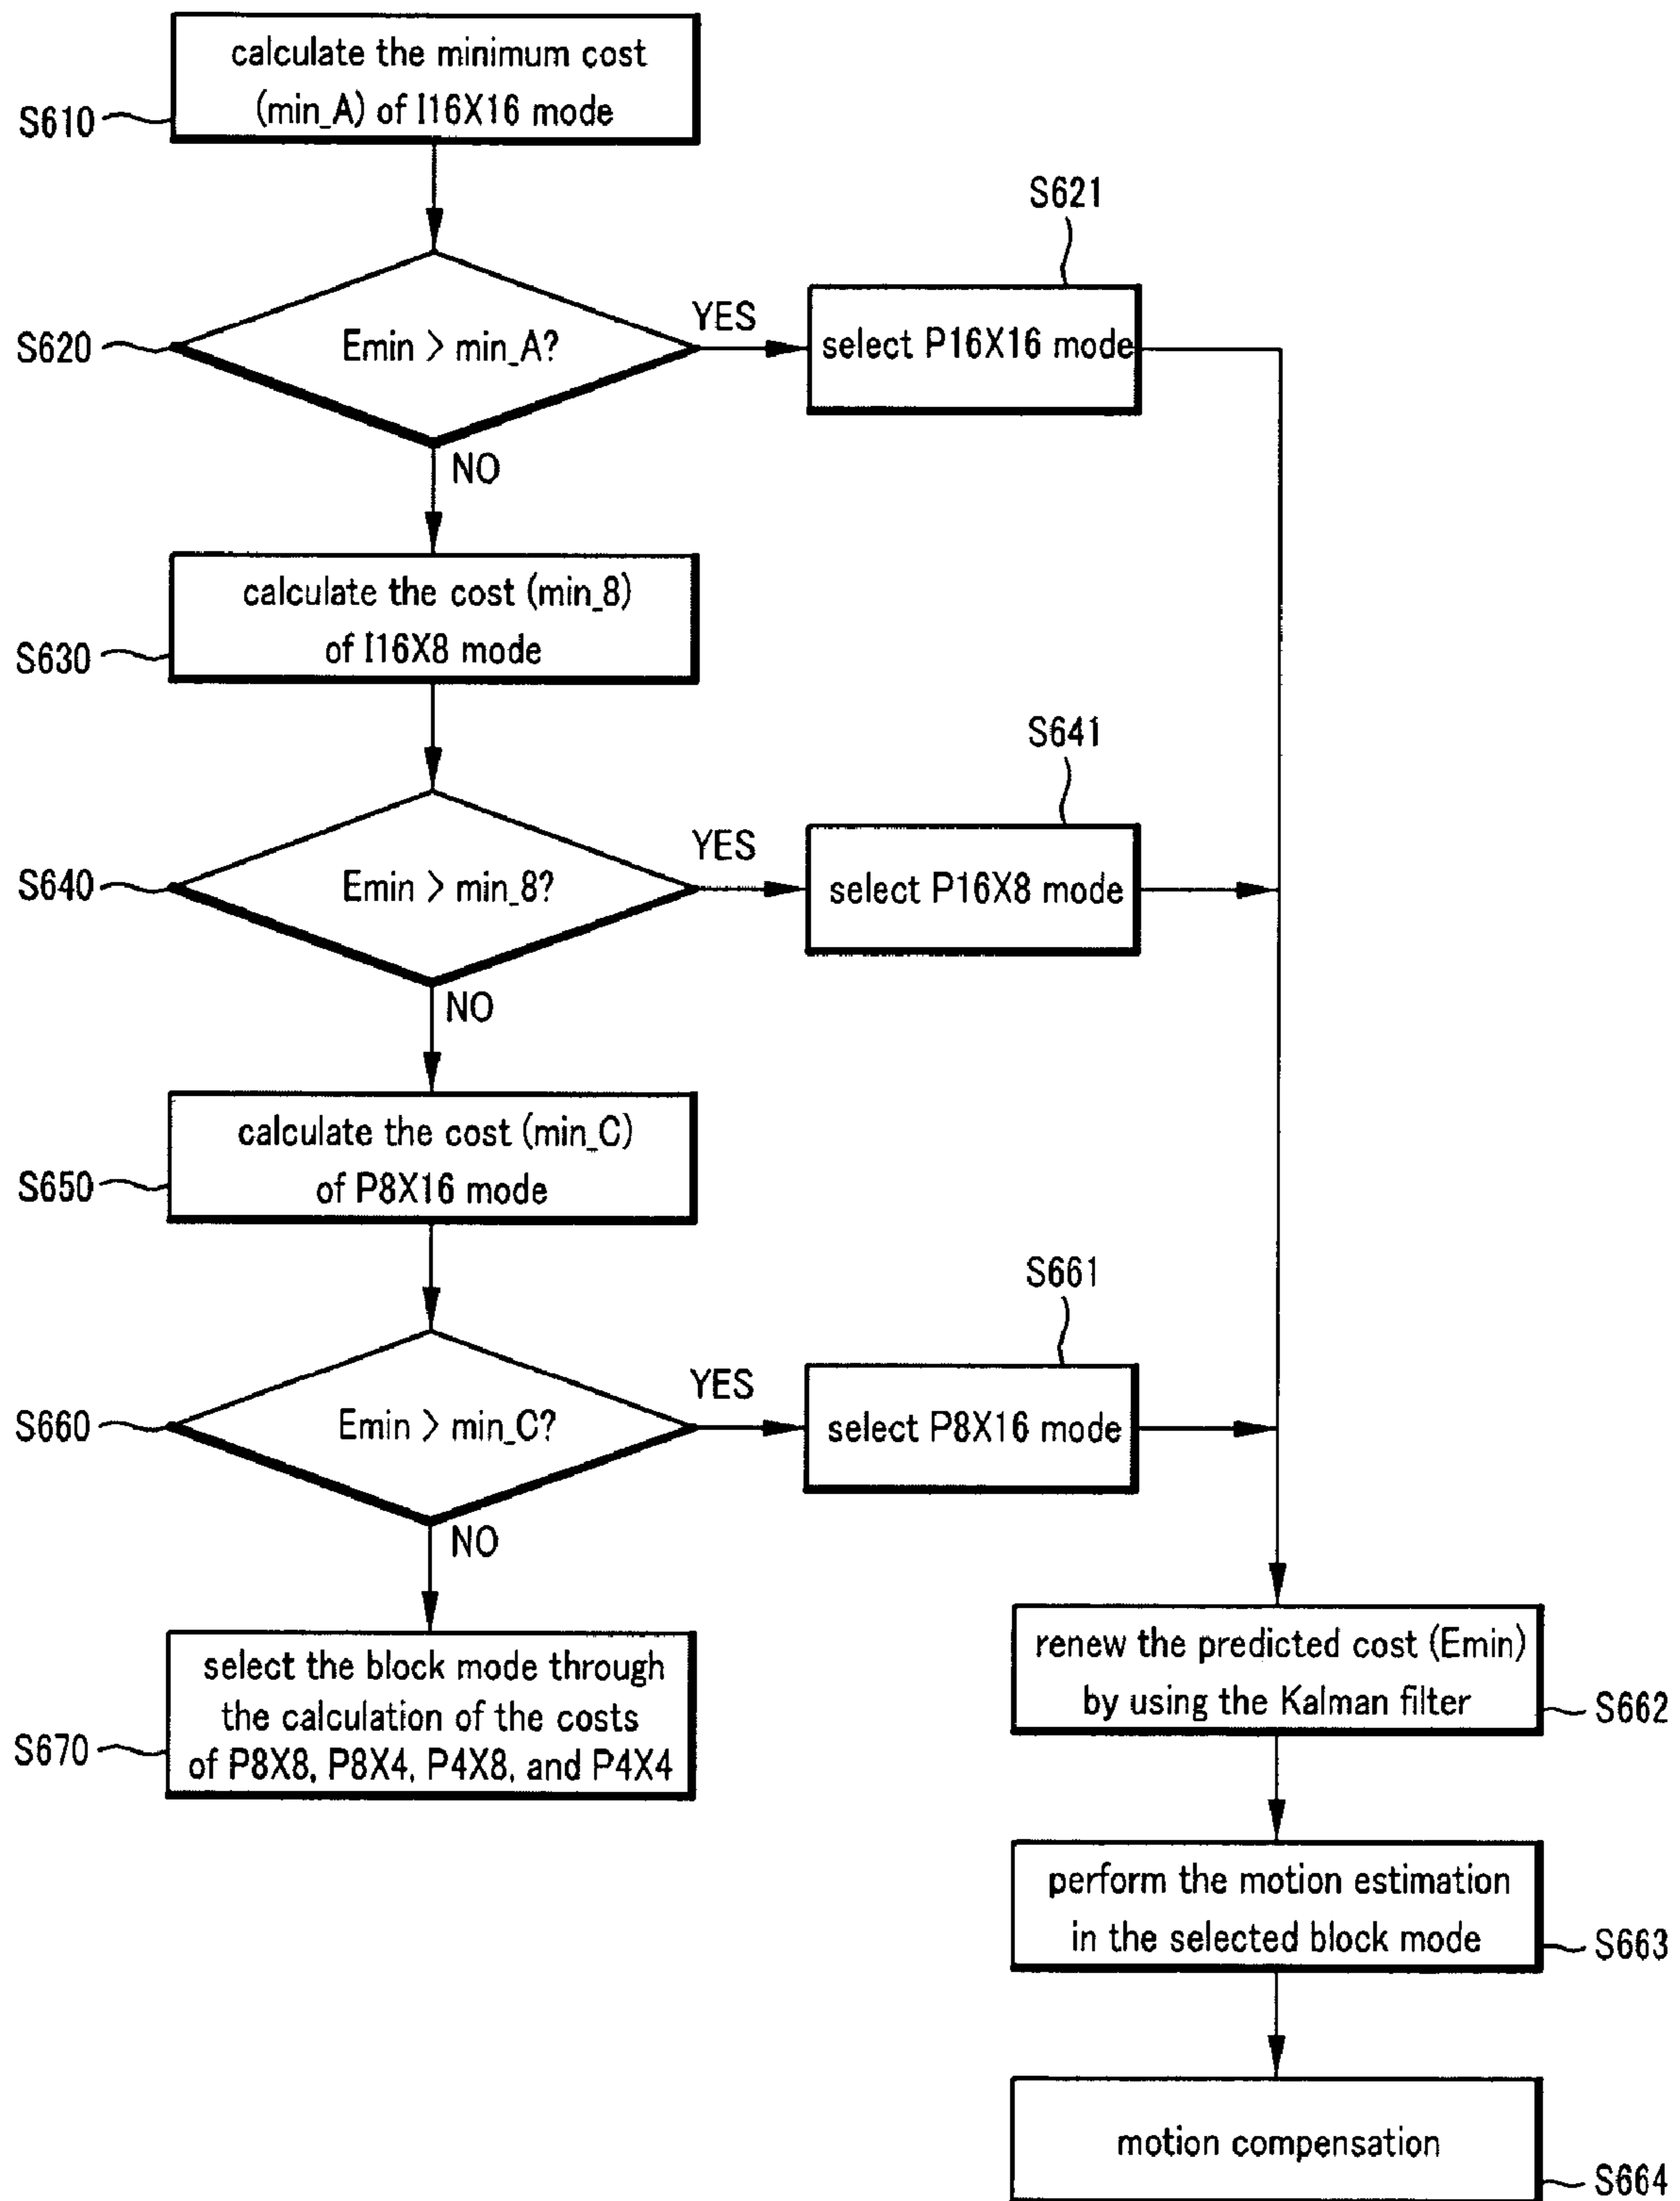 calculate the minimum cost
(min_A) of I16X16 mode
S610
S621
Emin > min_A?
S620
YES
select P16X16 mode
NO
calculate the cost (min_8)
of I16X8 mode
S630
S641
Emin > min_8?
S640
YES
select P16X8 mode
NO
calculate the cost (min_C)
of P8X16 mode
S650
S661
Emin > min_C?
S660
YES
select P8X16 mode
NO
select the block mode through
the calculation of the costs
of P8X8, P8X4, P4X8, and P4X4
S670
renew the predicted cost (Emin)
by using the Kalman filter
S662
perform the motion estimation
in the selected block mode
S663
motion compensation
S664